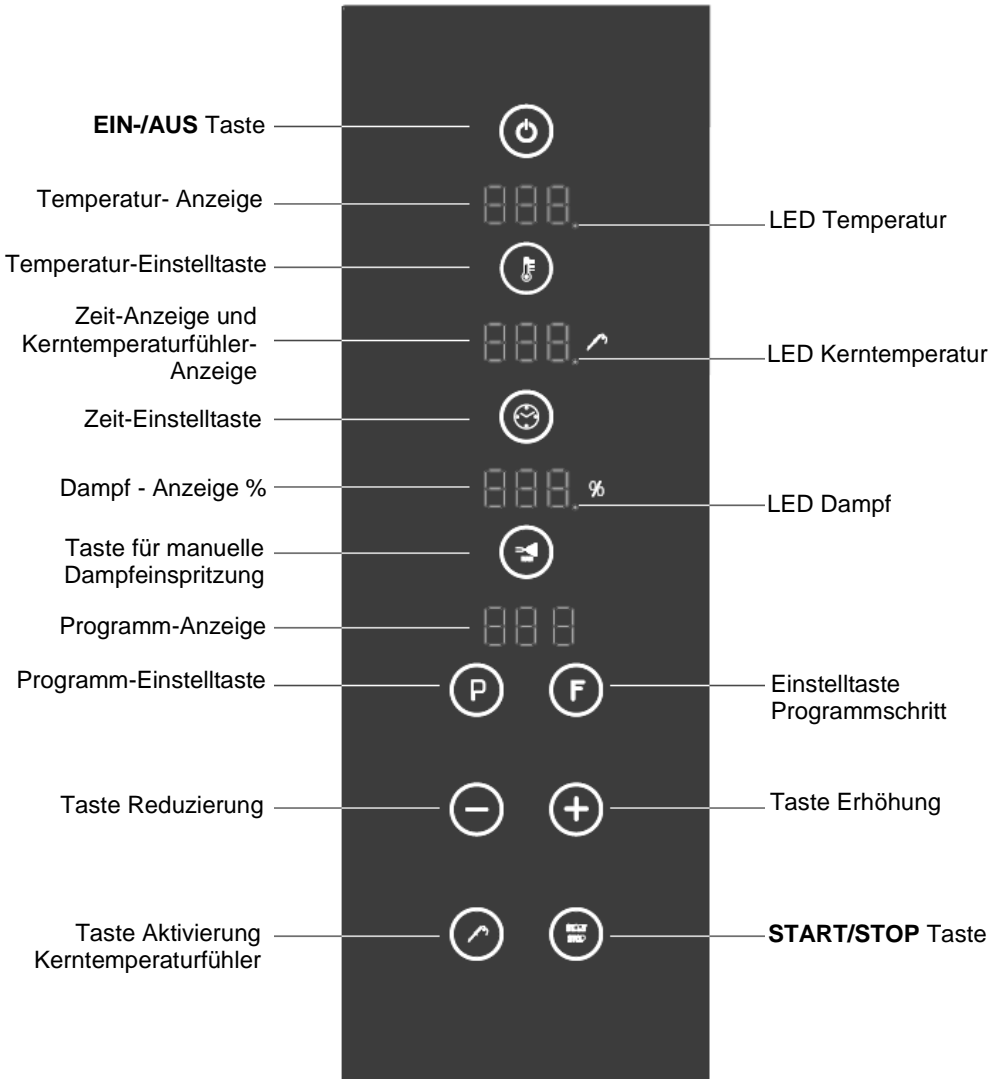 EIN-/AUS Taste
Temperatur- Anzeige
LED Temperatur
Temperatur-Einstelltaste
Zeit-Anzeige und
Kerntemperaturfühler-
Anzeige
LED Kerntemperatur
Zeit-Einstelltaste
Dampf - Anzeige %
%
LED Dampf
Taste für manuelle
Dampfeinspritzung
Programm-Anzeige
Programm-Einstelltaste
P
F
Einstelltaste
Programmschritt
Taste Reduzierung
Taste Erhöhung
Taste Aktivierung
Kerntemperaturfühler
START
STOP
START/STOP Taste